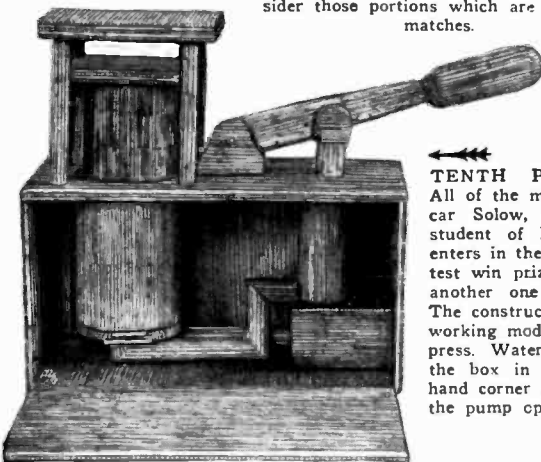 sider those portions which are
matches.
TENTH P
All of the m
car Solow,
student of
enters in the
test win priz
another one
The construc
working mod
press. Water
the box in
hand corner
the pump op